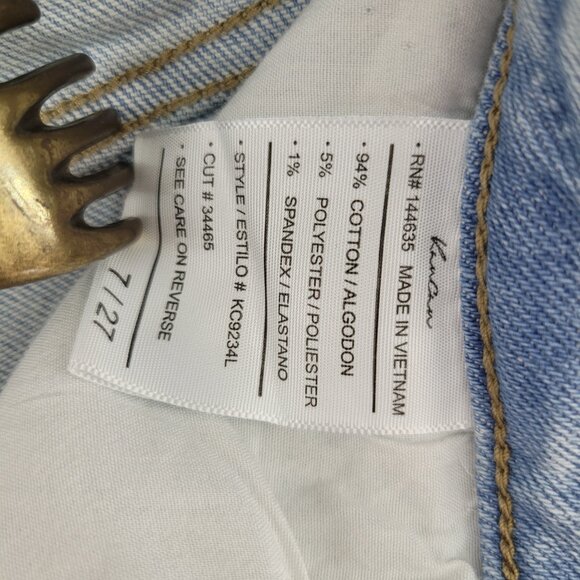 KanCan
• RN# 144635 MADE IN VIETNAM
• 94% COTTON / ALGODON
• 5% POLYESTER / POLIESTER
• 1% SPANDEX / ELASTANO
• STYLE / ESTILO # KC9234L
• CUT # 34465
• SEE CARE ON REVERSE
7 / 27